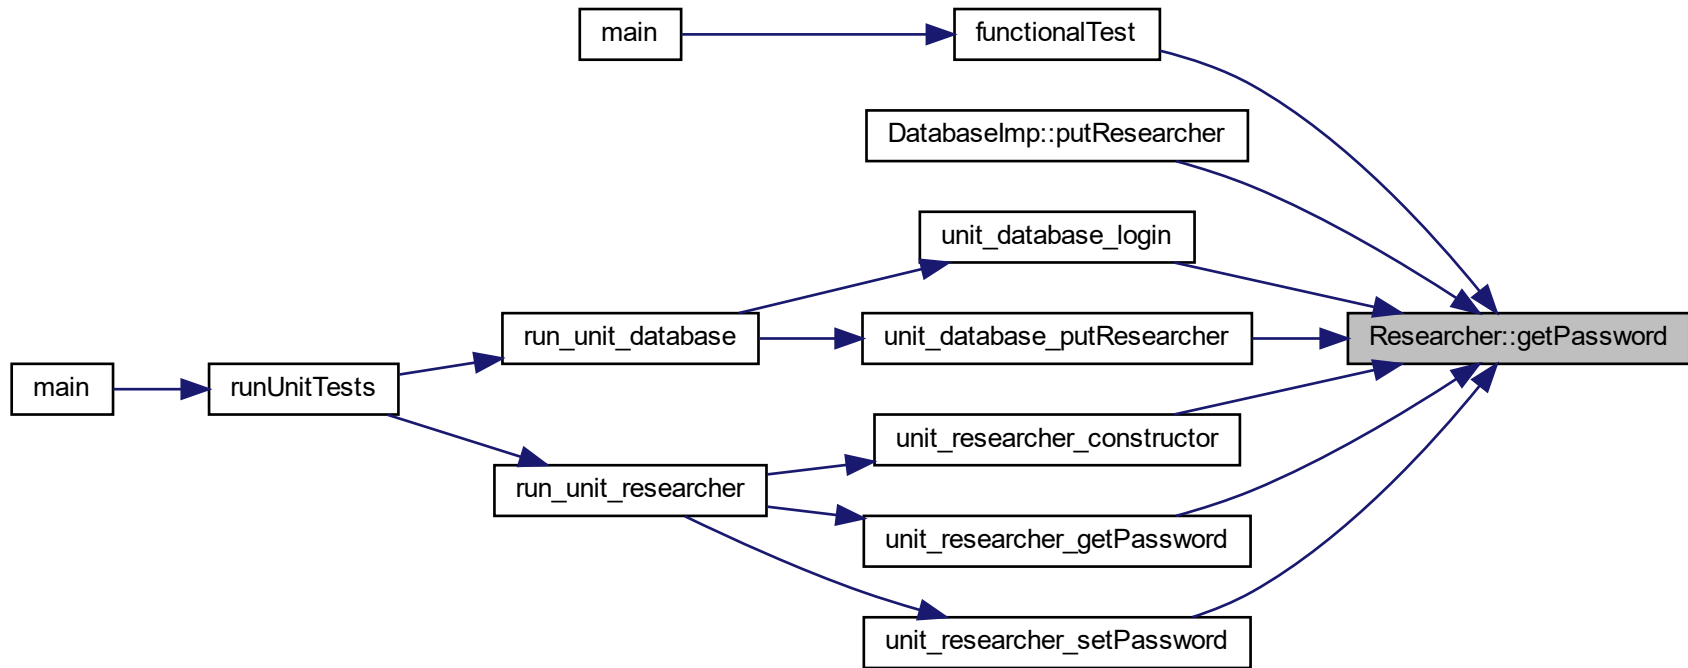 main
functionalTest
DatabaseImp::putResearcher
unit_database_login
run_unit_database
unit_database_putResearcher
Researcher::getPassword
main
runUnitTests
unit_researcher_constructor
run_unit_researcher
unit_researcher_getPassword
unit_researcher_setPassword